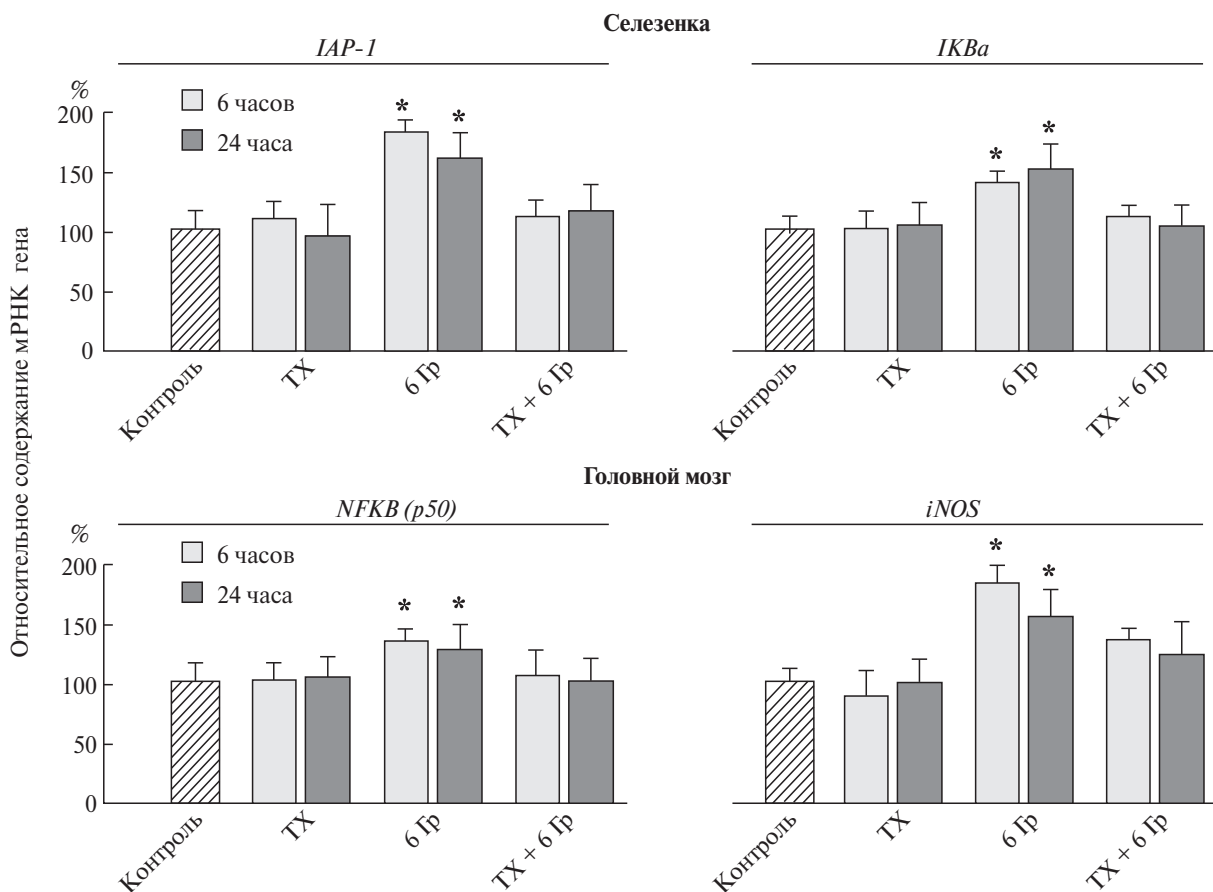 Селезенка
IAP-1
IKBa
Относительное содержание мРНК гена
%
6 часов
24 часа
200
150
100
50
0
*
*
*
*
Контроль
ТХ
6 Гр
ТХ + 6 Гр
Контроль
ТХ
6 Гр
ТХ + 6 Гр
Головной мозг
NFKB (p50)
iNOS
%
6 часов
24 часа
200
150
100
50
0
*
*
*
*
Контроль
ТХ
6 Гр
ТХ + 6 Гр
Контроль
ТХ
6 Гр
ТХ + 6 Гр